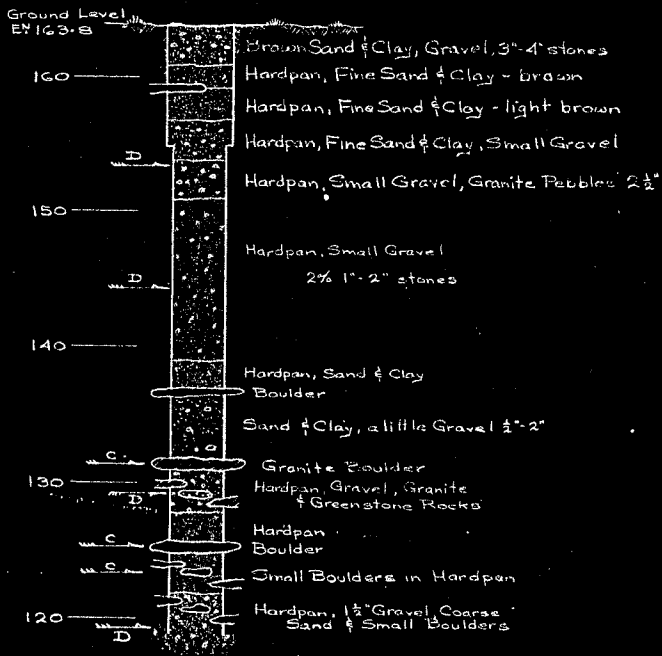 Ground Level
El 163.8
Brown Sand & Clay, Gravel, 3"-4" stones
160
Hardpan, Fine Sand & Clay - brown
Hardpan, Fine Sand & Clay - light brown
Hardpan, Fine Sand & Clay, Small Gravel
D
Hardpan, Small Gravel, Granite Pebbles 2½"
150
Hardpan, Small Gravel
2% 1"-2" stones
D
140
Hardpan, Sand & Clay
Boulder
Sand & Clay, a little Gravel ½"-2"
C
Granite Boulder
130
Hardpan, Gravel, Granite
& Greenstone Rocks
D
Hardpan
C
Boulder
C
Small Boulders in Hardpan
Hardpan, 1½" Gravel, Coarse
120
Sand & Small Boulders
D